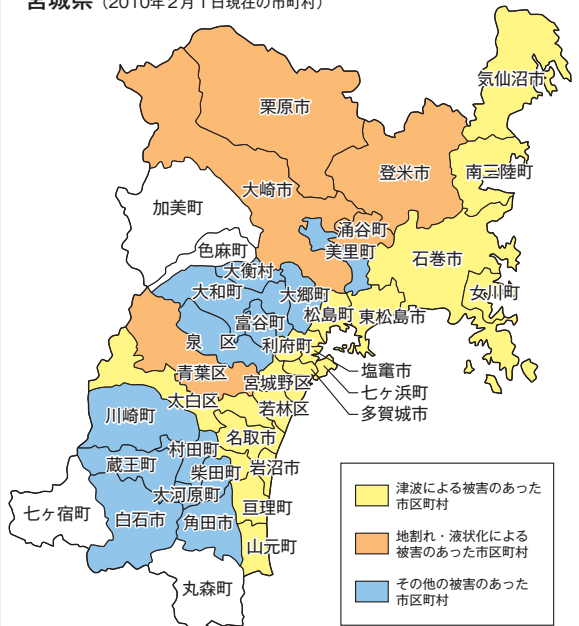 宮城県（2010年2月1日現在の市町村）
気仙沼市
栗原市
登米市
南三陸町
大崎市
加美町
涌谷町
色麻町
美里町
石巻市
大衡村
大和町
大郷町
女川町
松島町
東松島市
富谷町
泉 区
利府町
塩竈市
青葉区
宮城野区
七ヶ浜町
太白区
若林区
多賀城市
川崎町
名取市
村田町
蔵王町
柴田町
岩沼市
大河原町
亘理町
七ヶ宿町
白石市
角田市
山元町
丸森町
津波による被害のあった
市区町村
地割れ・液状化による
被害のあった市区町村
その他の被害のあった
市区町村